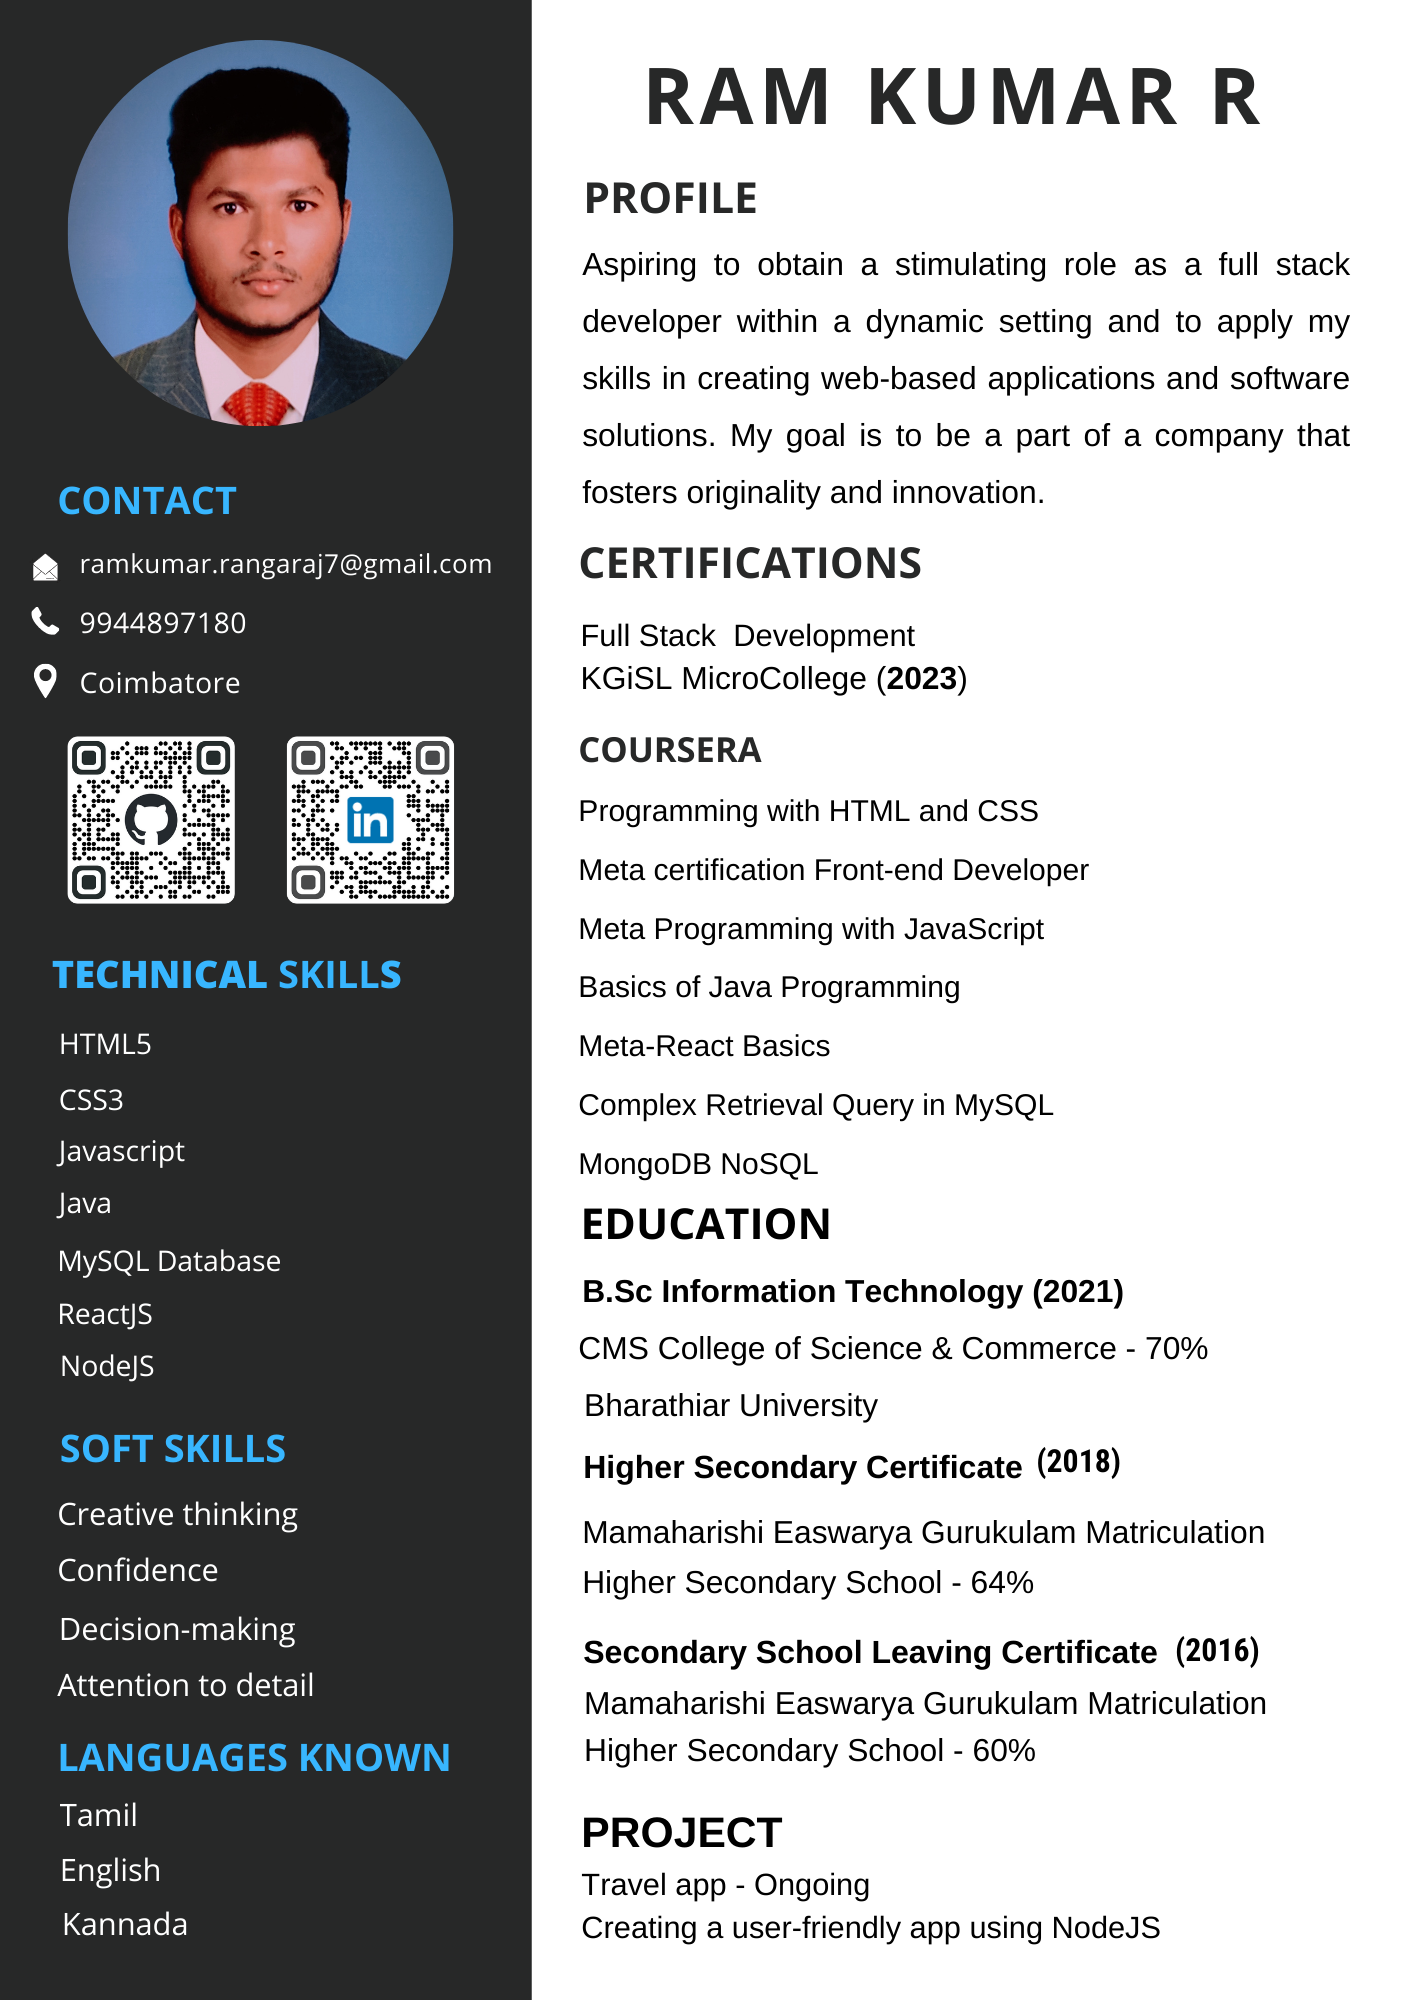 RAM KUMAR R
CONTACT
ramkumar.rangaraj7@gmail.com
9944897180
Coimbatore
in
TECHNICAL SKILLS
HTML5
CSS3
Javascript
Java
MySQL Database
ReactJS
NodeJS
SOFT SKILLS
Creative thinking
Confidence
Decision-making
Attention to detail
LANGUAGES KNOWN
Tamil
English
Kannada
PROFILE
Aspiring to obtain a stimulating role as a full stack
developer within a dynamic setting and to apply my
skills in creating web-based applications and software
solutions. My goal is to be a part of a company that
fosters originality and innovation.
CERTIFICATIONS
Full Stack  Development
KGiSL MicroCollege (2023)
COURSERA
Programming with HTML and CSS
Meta certification Front-end Developer
Meta Programming with JavaScript
Basics of Java Programming
Meta-React Basics
Complex Retrieval Query in MySQL
MongoDB NoSQL
EDUCATION
B.Sc Information Technology (2021)
CMS College of Science & Commerce - 70%
Bharathiar University
Higher Secondary Certificate (2018)
Mamaharishi Easwarya Gurukulam Matriculation
Higher Secondary School - 64%
Secondary School Leaving Certificate (2016)
Mamaharishi Easwarya Gurukulam Matriculation
Higher Secondary School - 60%
PROJECT
Travel app - Ongoing
Creating a user-friendly app using NodeJS